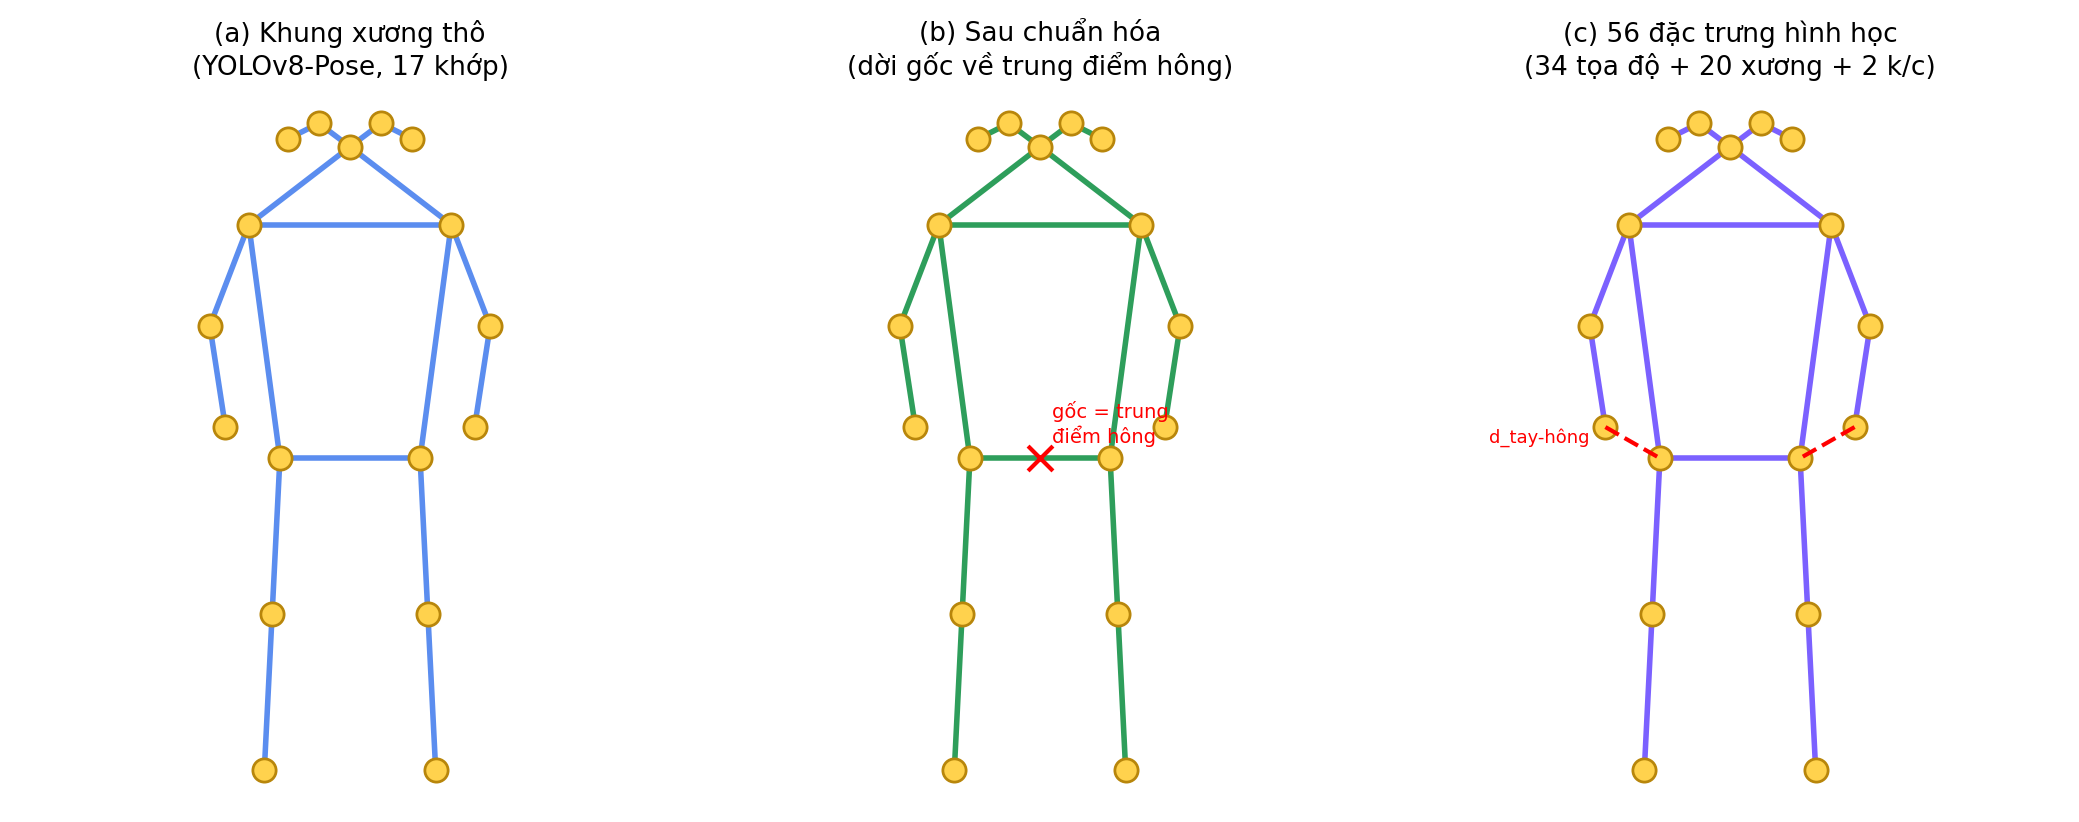 (a) Khung xương thô
(YOLOv8-Pose, 17 khớp)
(b) Sau chuẩn hóa
(dời gốc về trung điểm hông)
gốc = trung
điểm hông
(c) 56 đặc trưng hình học
(34 tọa độ + 20 xương + 2 k/c)
d_tay-hông